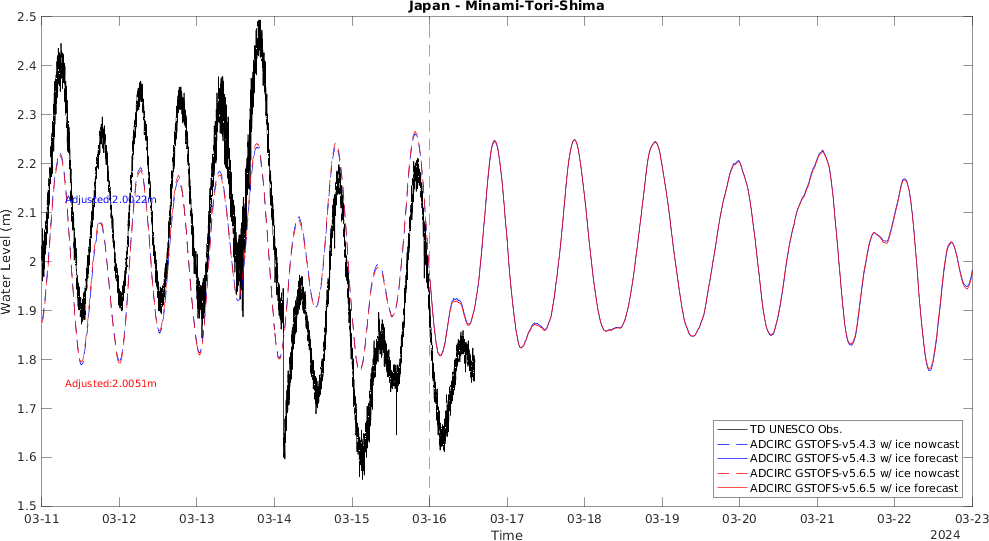 Japan - Minami-Tori-Shima
Water Level (m)
2.5
2.4
2.3
2.2
2.1
2
1.9
1.8
1.7
1.6
1.5
Adjusted:2.0022m
Adjusted:2.0051m
TD UNESCO Obs.
ADCIRC GSTOFS-v5.4.3 w/ ice nowcast
ADCIRC GSTOFS-v5.4.3 w/ ice forecast
ADCIRC GSTOFS-v5.6.5 w/ ice nowcast
ADCIRC GSTOFS-v5.6.5 w/ ice forecast
03-11 03-12 03-13 03-14 03-15 03-16 03-17 03-18 03-19 03-20 03-21 03-22 03-23
Time
2024